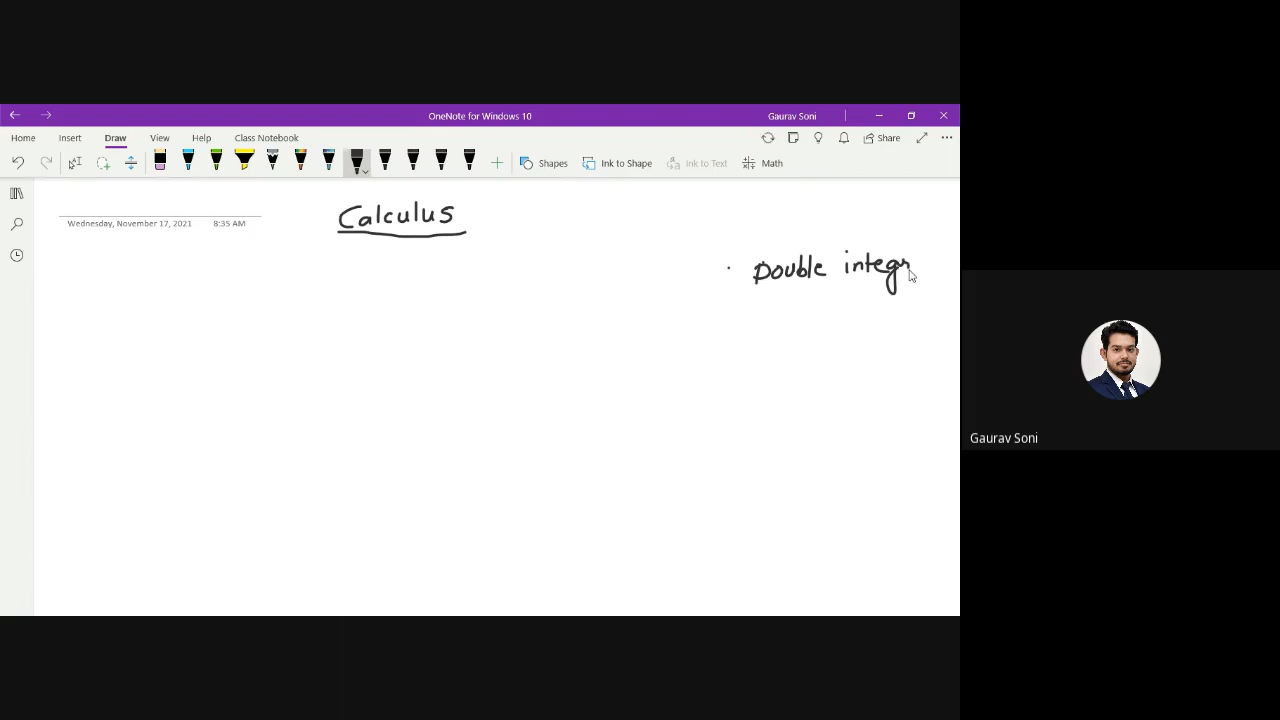 OneNote for Windows 10
Gaurav Soni
Home Insert Draw View Help Class Notebook
Share
Shapes Ink to Shape Ink to Text Math
Calculus
Wednesday, November 17, 2021 8:35 AM
• Double integr
Gaurav Soni